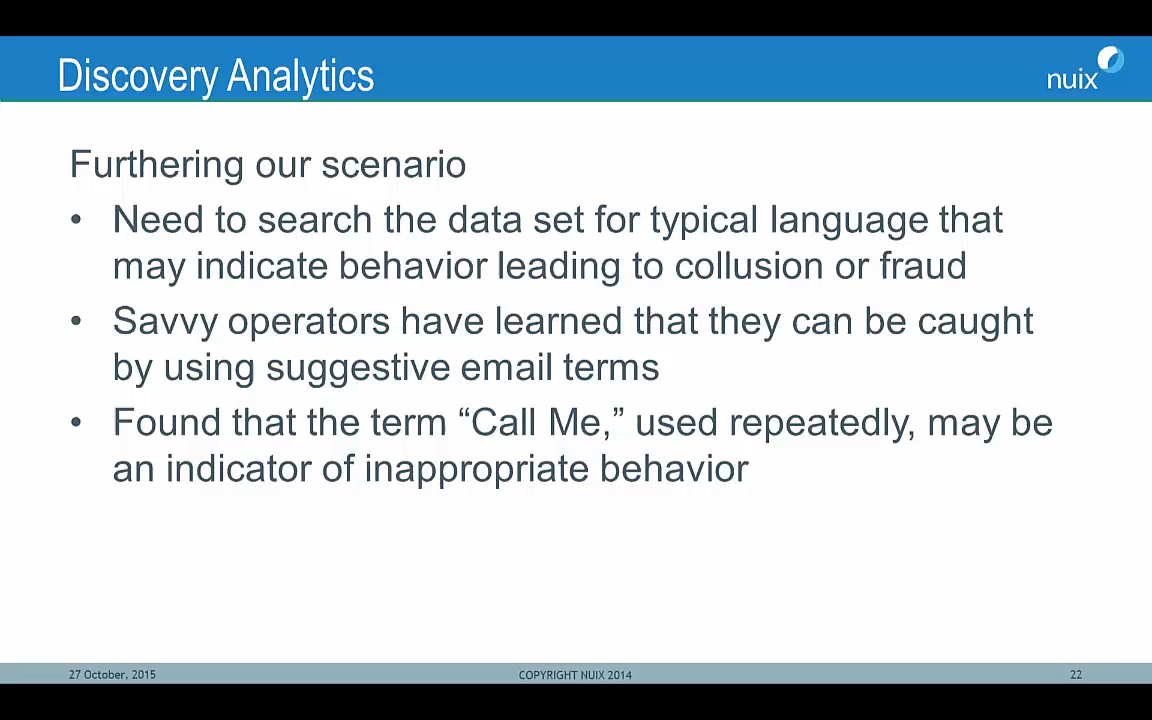 Discovery Analytics
nuix
Furthering our scenario
• Need to search the data set for typical language that
may indicate behavior leading to collusion or fraud
• Savvy operators have learned that they can be caught
by using suggestive email terms
• Found that the term “Call Me,” used repeatedly, may be
an indicator of inappropriate behavior
27 October, 2015
COPYRIGHT NUIX 2014
22